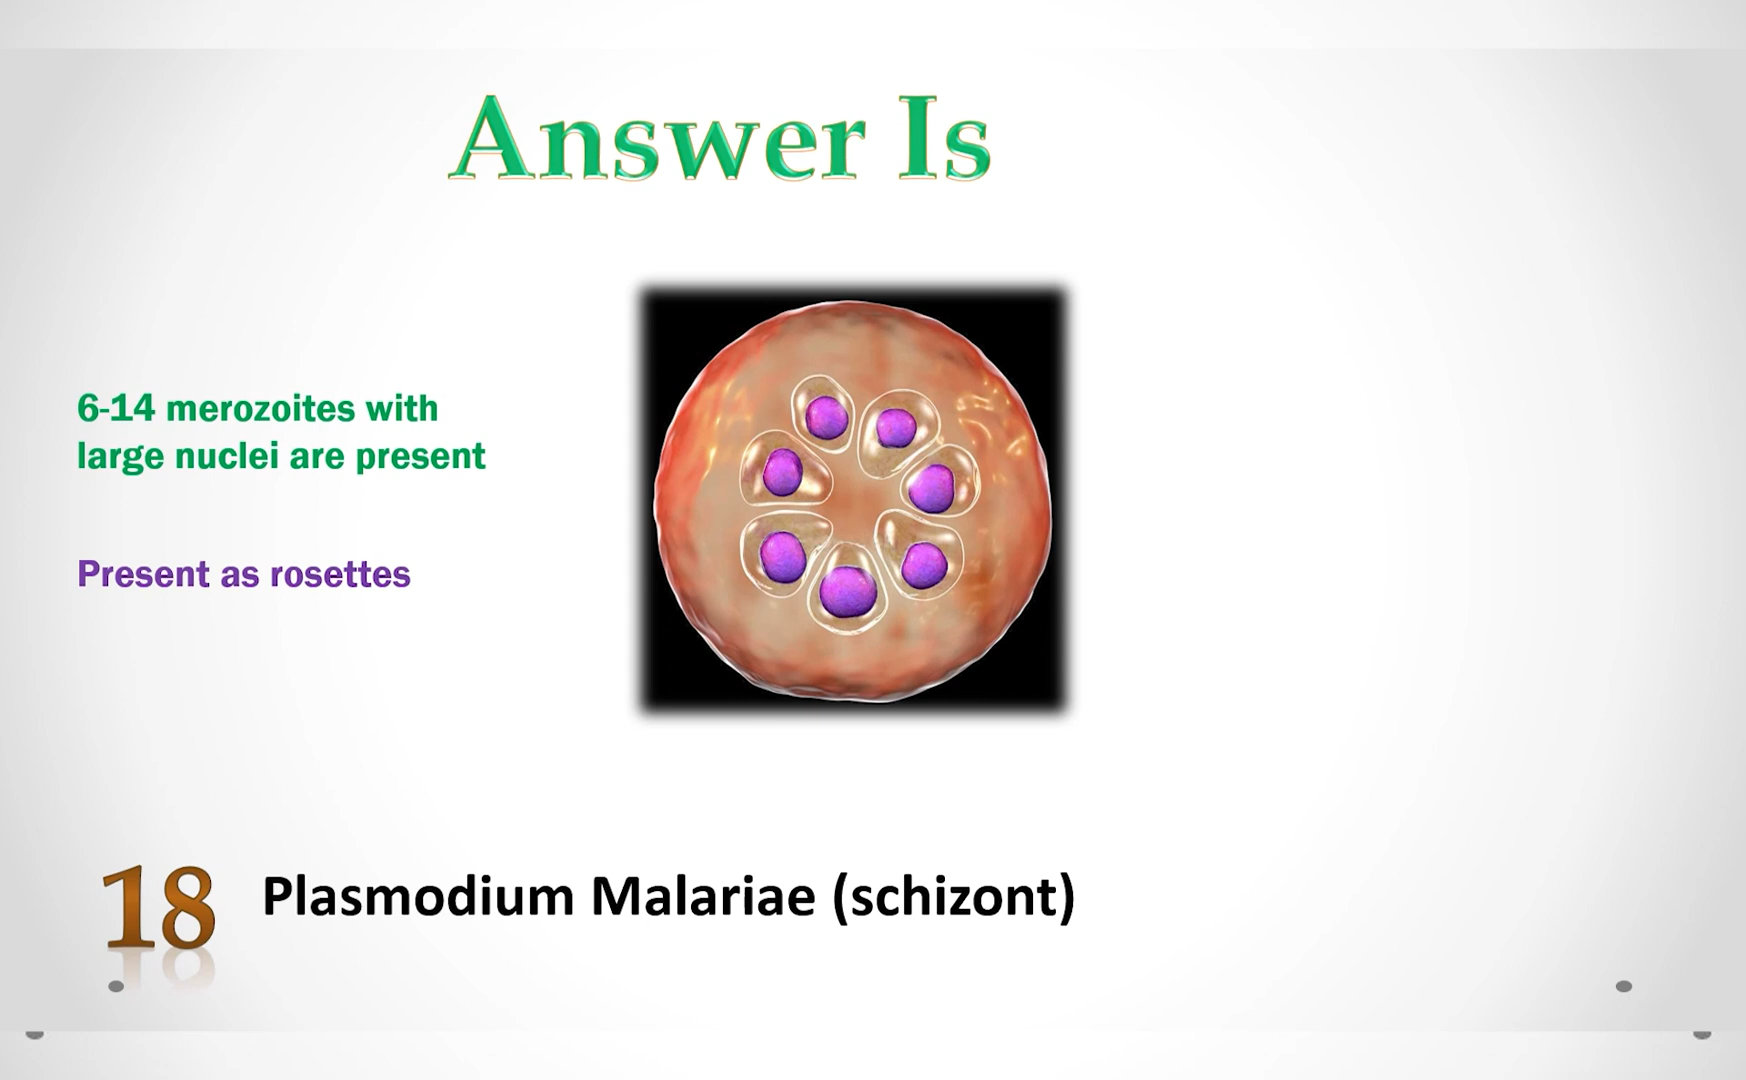 Answer Is
6-14 merozoites with
large nuclei are present
Present as rosettes
18 Plasmodium Malariae (schizont)